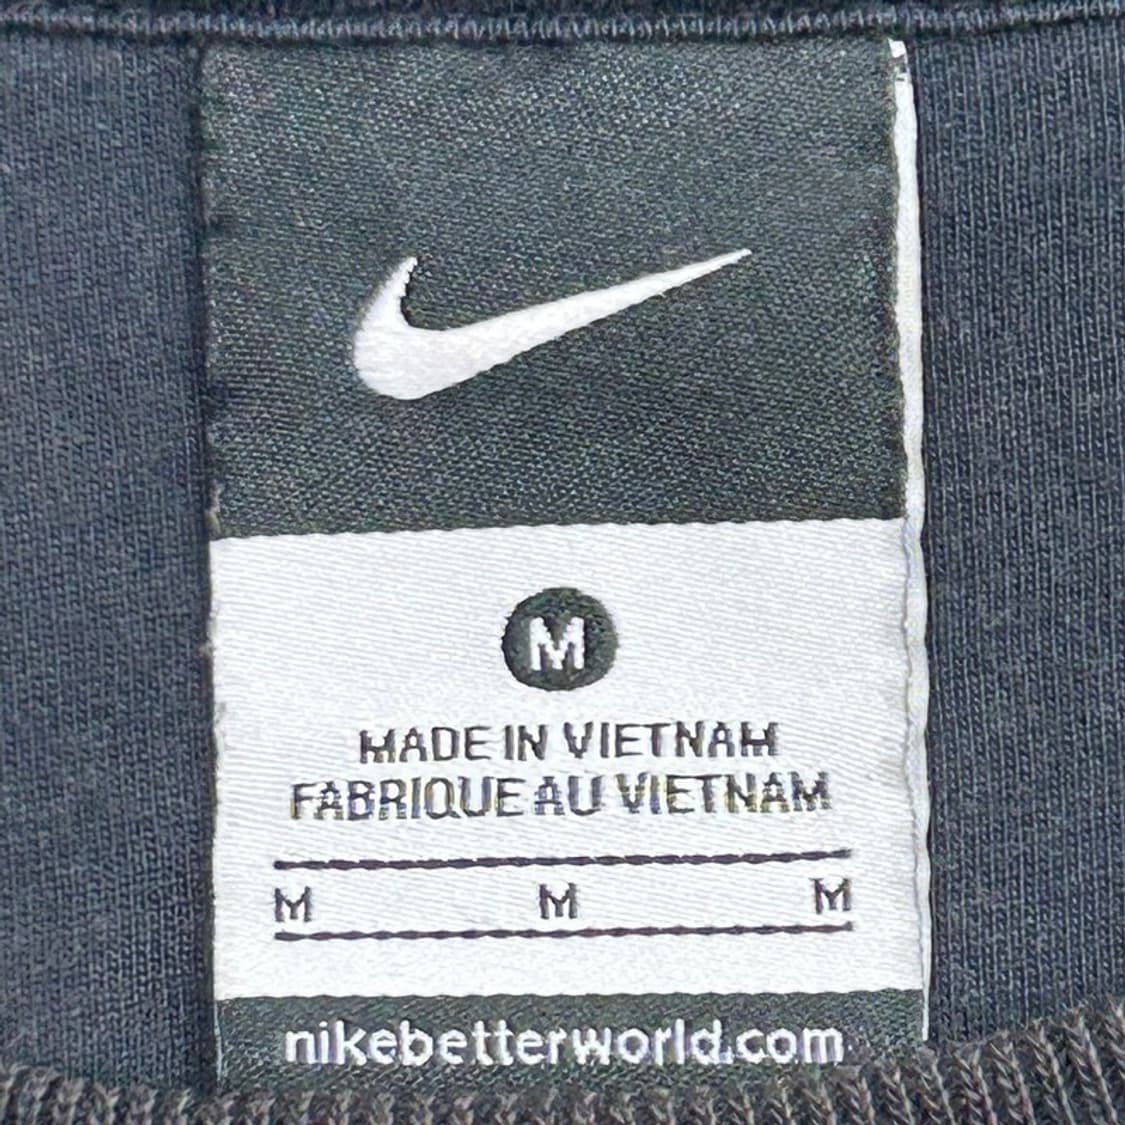 M
MADE IN VIETNAM
FABRIQUE AU VIETNAM
M M M
nikebetterworld.com